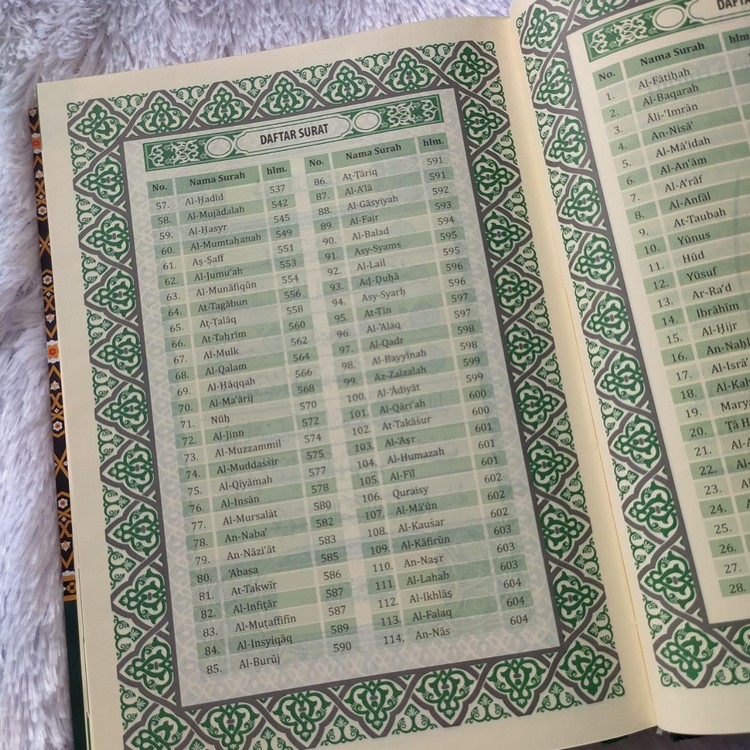 DAFTAR SURAT
No. Nama Surah hlm.
57. Al-Ḥadīd 537
58. Al-Mujādalah 542
59. Al-Ḥasyr 545
60. Al-Mumtaḥanah 549
61. Aṣ-Ṣaff 551
62. Al-Jumu'ah 553
63. Al-Munāfiqūn 554
64. At-Tagābun 556
65. Aṭ-Ṭalāq 558
66. At-Taḥrīm 560
67. Al-Mulk 562
68. Al-Qalam 564
69. Al-Ḥāqqah 566
70. Al-Ma'ārij 568
71. Nūḥ 570
72. Al-Jinn 572
73. Al-Muzzammil 574
74. Al-Muddaṡṡir 575
75. Al-Qiyāmah 577
76. Al-Insān 578
77. Al-Mursalāt 580
78. An-Naba' 582
79. An-Nāzi'āt 583
80. 'Abasa 585
81. At-Takwīr 586
82. Al-Infiṭār 587
83. Al-Muṭaffifīn 587
84. Al-Insyiqāq 589
85. Al-Burūj 590
No. Nama Surah hlm.
86. Aṭ-Ṭāriq 591
87. Al-A'lā 591
88. Al-Gāsyiyah 592
89. Al-Fajr 593
90. Al-Balad 594
91. Asy-Syams 595
92. Al-Lail 595
93. Aḍ-Ḍuḥā 596
94. Asy-Syarḥ 596
95. At-Tīn 597
96. Al-'Alaq 597
97. Al-Qadr 598
98. Al-Bayyinah 598
99. Az-Zalzalah 599
100. Al-'Ādiyāt 599
101. Al-Qāri'ah 600
102. At-Takāṡur 600
103. Al-'Aṣr 601
104. Al-Humazah 601
105. Al-Fīl 601
106. Quraisy 602
107. Al-Mā'ūn 602
108. Al-Kauṡar 602
109. Al-Kāfirūn 603
110. An-Naṣr 603
111. Al-Lahab 603
112. Al-Ikhlāṣ 604
113. Al-Falaq 604
114. An-Nās 604
DAFTAR
No. Nama Surah hlm.
1. Al-Fātiḥah
2. Al-Baqarah
3. Āli-'Imrān
4. An-Nisā'
5. Al-Mā'idah
6. Al-An'ām
7. Al-A'rāf
8. Al-Anfāl
9. At-Taubah
10. Yūnus
11. Hūd
12. Yūsuf
13. Ar-Ra'd
14. Ibrāhīm
15. Al-Ḥijr
16. An-Naḥl
17. Al-Isrā'
18. Al-Ka
19. Marya
20. Ṭā H
21. Al-
22. Al-
23. Al-
24.
25.
26.
27.
28.